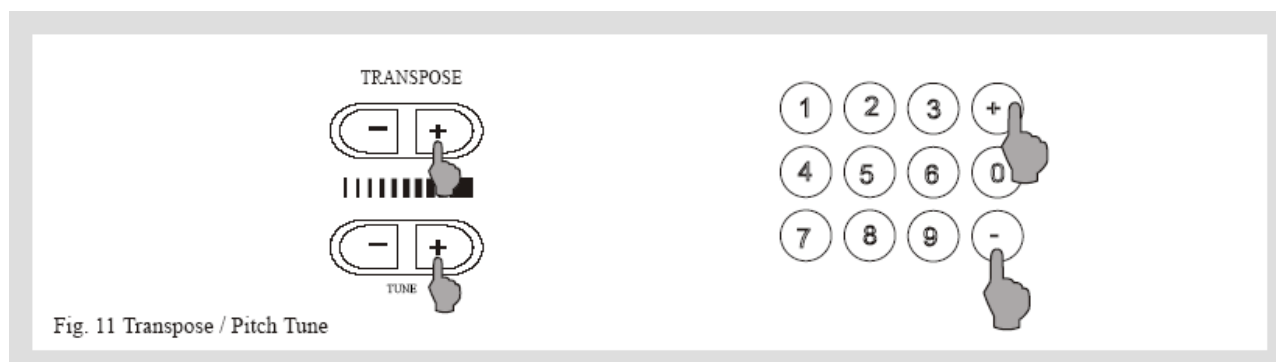 TRANSPOSE
- +
- +
TUNE
1 2 3 +
4 5 6 0
7 8 9 -
Fig. 11 Transpose / Pitch Tune